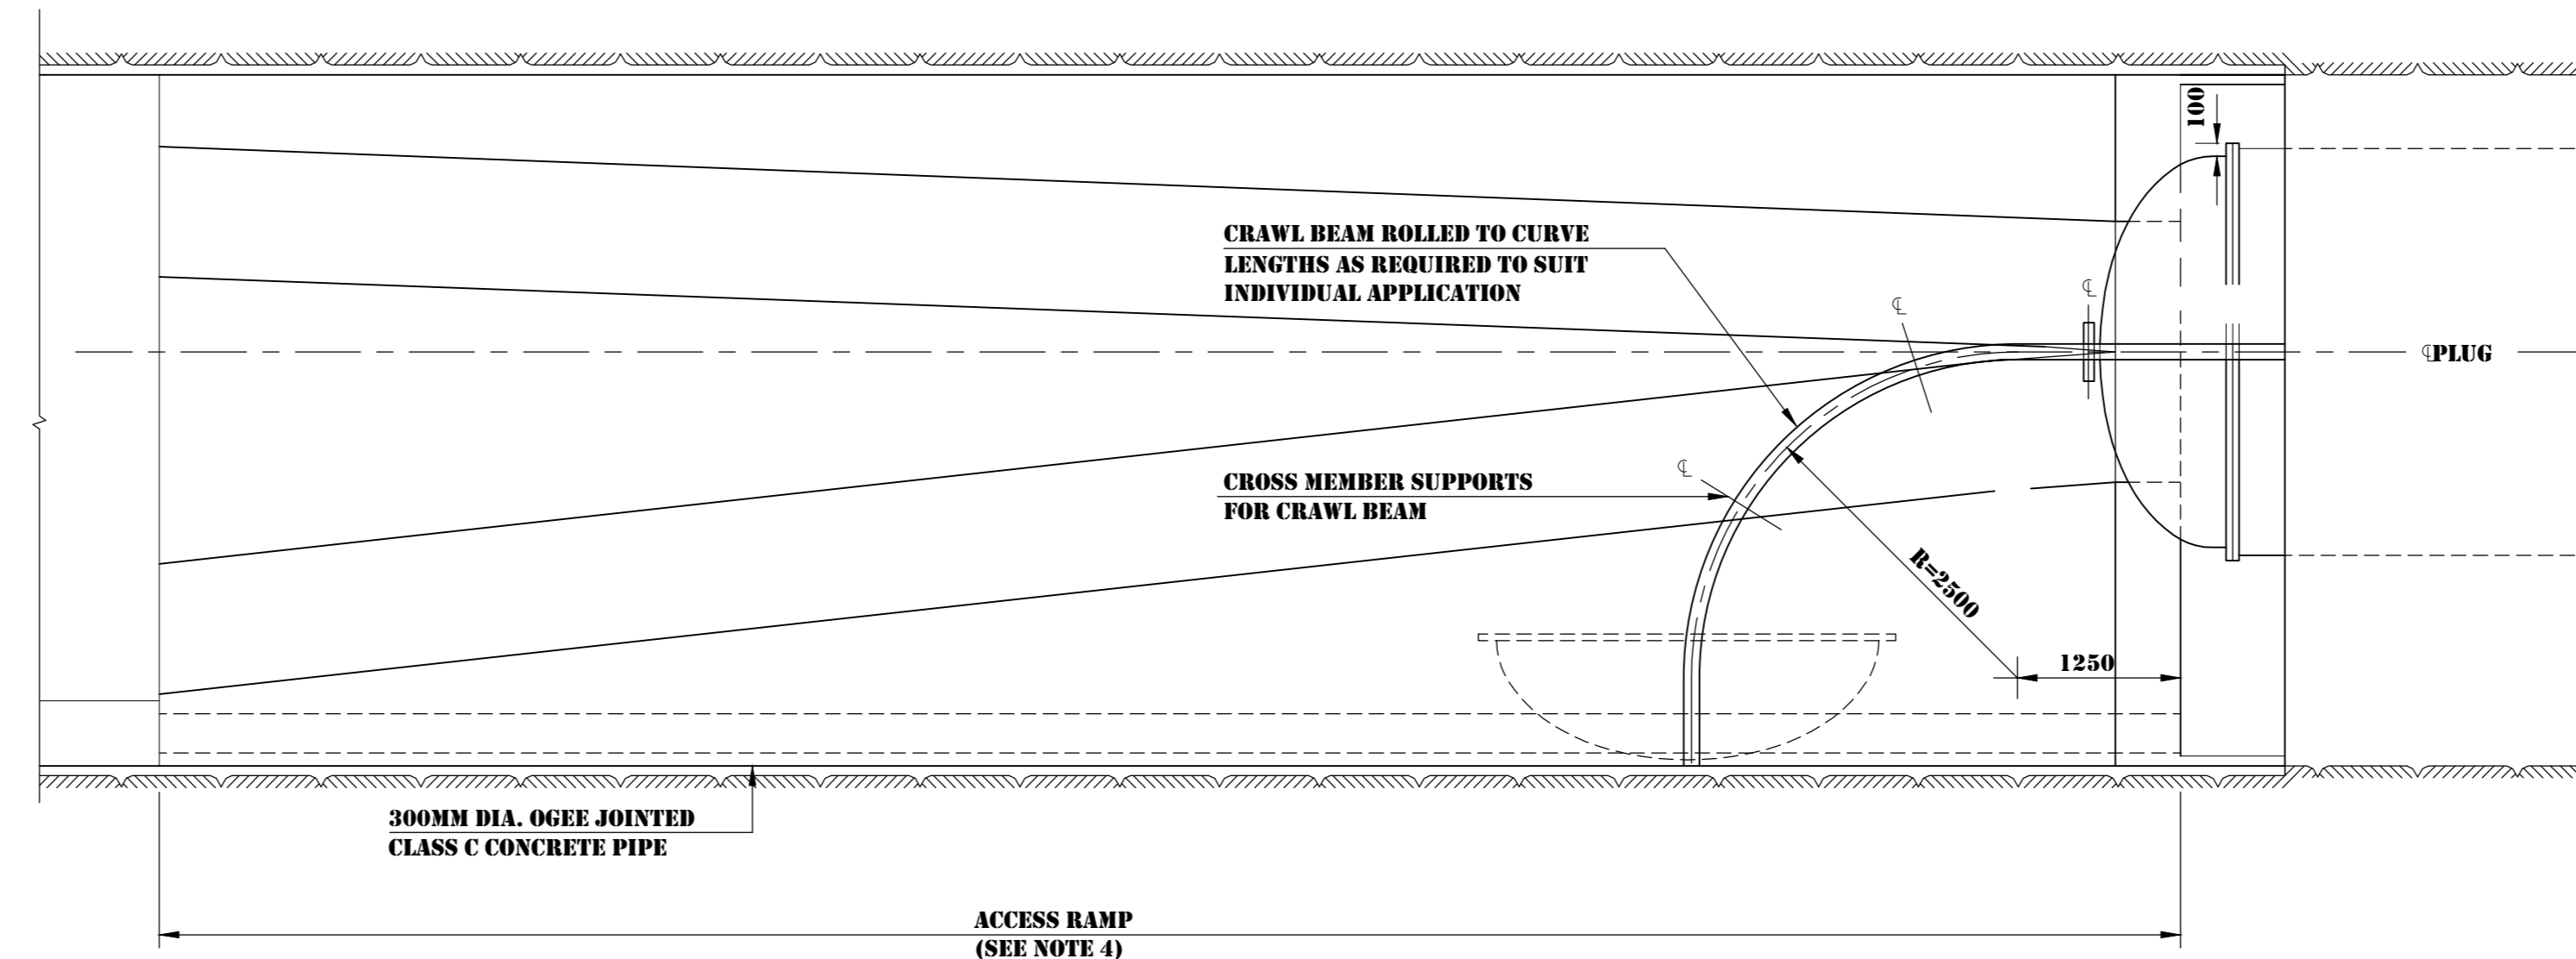 100
CRAWL BEAM ROLLED TO CURVE
LENGTHS AS REQUIRED TO SUIT
INDIVIDUAL APPLICATION
℄
℄
℄PLUG
℄
CROSS MEMBER SUPPORTS
FOR CRAWL BEAM
R=2500
1250
300MM DIA. OGEE JOINTED
CLASS C CONCRETE PIPE
ACCESS RAMP
(SEE NOTE 4)